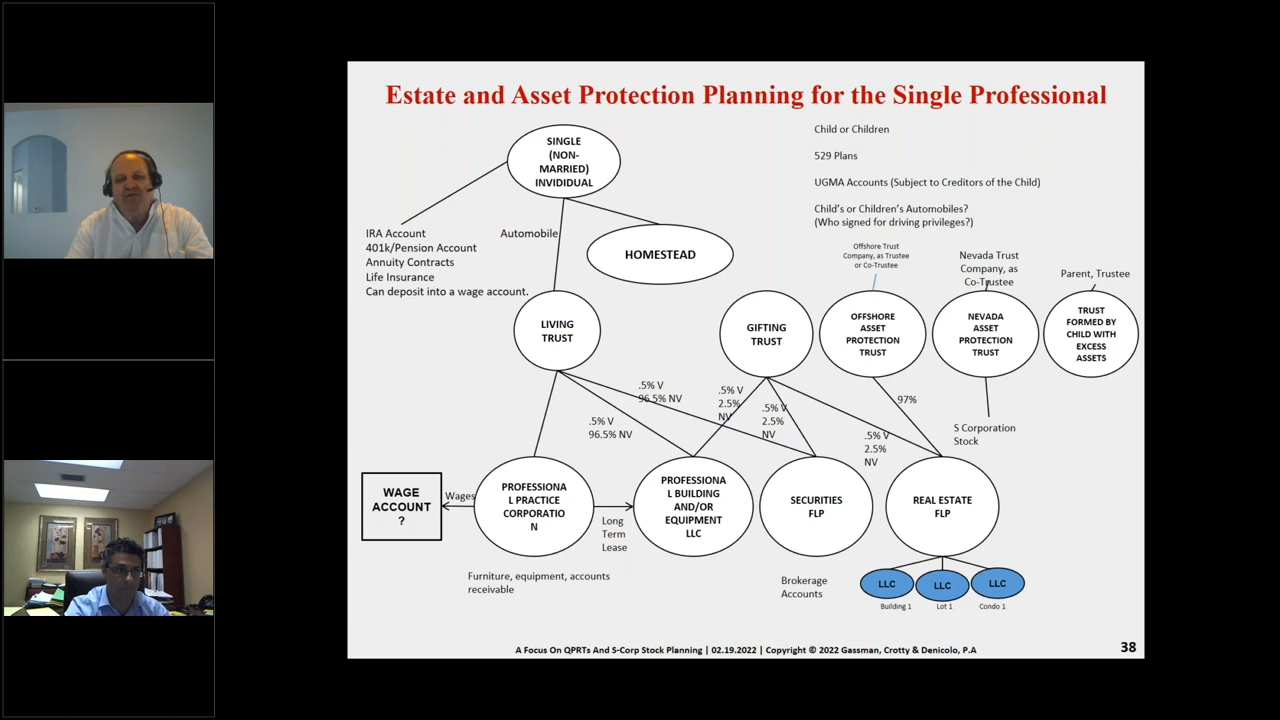 Estate and Asset Protection Planning for the Single Professional
SINGLE
(NON-
MARRIED)
INVIDIDUAL
Child or Children
529 Plans
UGMA Accounts (Subject to Creditors of the Child)
Child's or Children's Automobiles?
(Who signed for driving privileges?)
IRA Account
401k/Pension Account
Annuity Contracts
Life Insurance
Can deposit into a wage account.
Automobile
HOMESTEAD
Offshore Trust
Company, as Trustee
or Co-Trustee
Nevada Trust
Company, as
Co-Trustee
Parent, Trustee
LIVING
TRUST
GIFTING
TRUST
OFFSHORE
ASSET
PROTECTION
TRUST
NEVADA
ASSET
PROTECTION
TRUST
TRUST
FORMED BY
CHILD WITH
EXCESS
ASSETS
.5% V
96.5% NV
.5% V
96.5% NV
.5% V
2.5%
NV
.5% V
2.5%
NV
.5% V
2.5%
NV
97%
S Corporation
Stock
WAGE
ACCOUNT
?
Wages
PROFESSIONA
L PRACTICE
CORPORATIO
N
Long
Term
Lease
PROFESSIONA
L BUILDING
AND/OR
EQUIPMENT
LLC
SECURITIES
FLP
REAL ESTATE
FLP
Furniture, equipment, accounts
receivable
Brokerage
Accounts
LLC
LLC
LLC
Building 1
Lot 1
Condo 1
A Focus On QPRTs And S-Corp Stock Planning | 02.19.2022 | Copyright © 2022 Gassman, Crotty & Denicolo, P.A
38